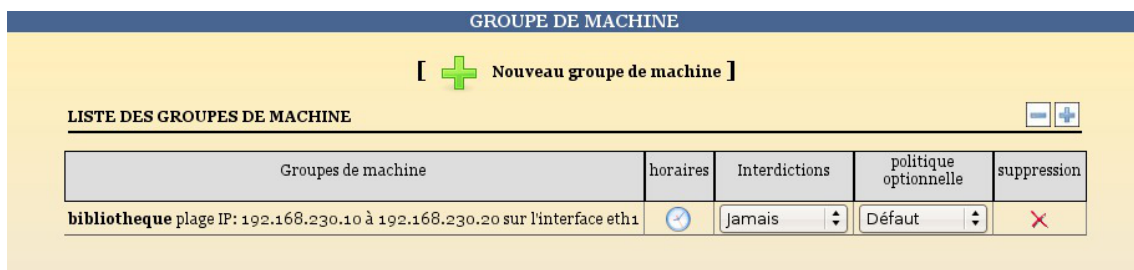 GROUPE DE MACHINE
[ Nouveau groupe de machine ]
LISTE DES GROUPES DE MACHINE
Groupes de machine horaires Interdictions politique optionnelle suppression
bibliotheque plage IP: 192.168.230.10 à 192.168.230.20 sur l'interface eth1 Jamais Défaut